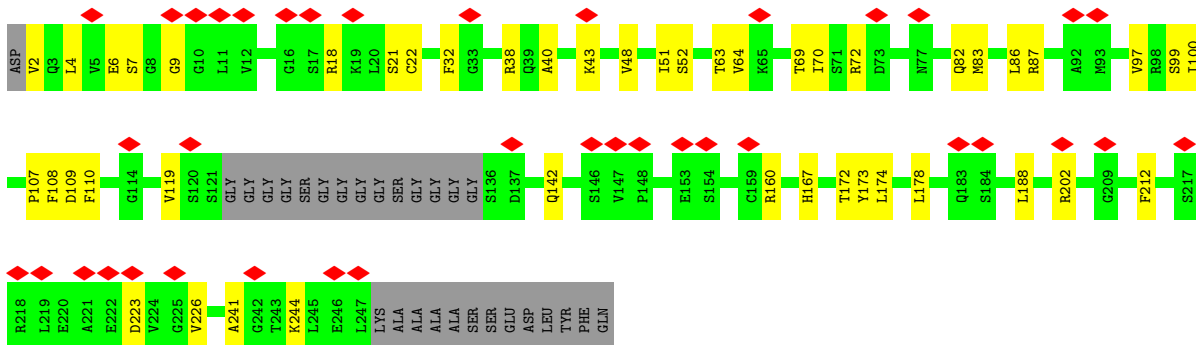 ASP V2 Q3 L4 V5 E6 S7 G8 G9 G10 L11 V12 G16 S17 R18 K19 L20 S21 C22 F32 G33 R38 Q39 A40 K43 V48 I51 S52 T63 V64 K65 T69 I70 S71 R72 D73 N77 Q82 M83 L86 R87 A92 M93 V97 R98 S99 I100
P107 F108 D109 F110 G114 V119 S120 S121 GLY GLY GLY GLY SER GLY GLY GLY GLY SER GLY GLY GLY GLY S136 D137 Q142 S146 V147 P148 E153 S154 C159 R160 H167 T172 Y173 L174 L178 Q183 S184 L188 R202 G209 F212 S217
R218 L219 E220 A221 E222 D223 V224 G225 V226 A241 G242 T243 K244 L245 E246 L247 LYS ALA ALA ALA ALA SER SER GLU ASP LEU TYR PHE GLN